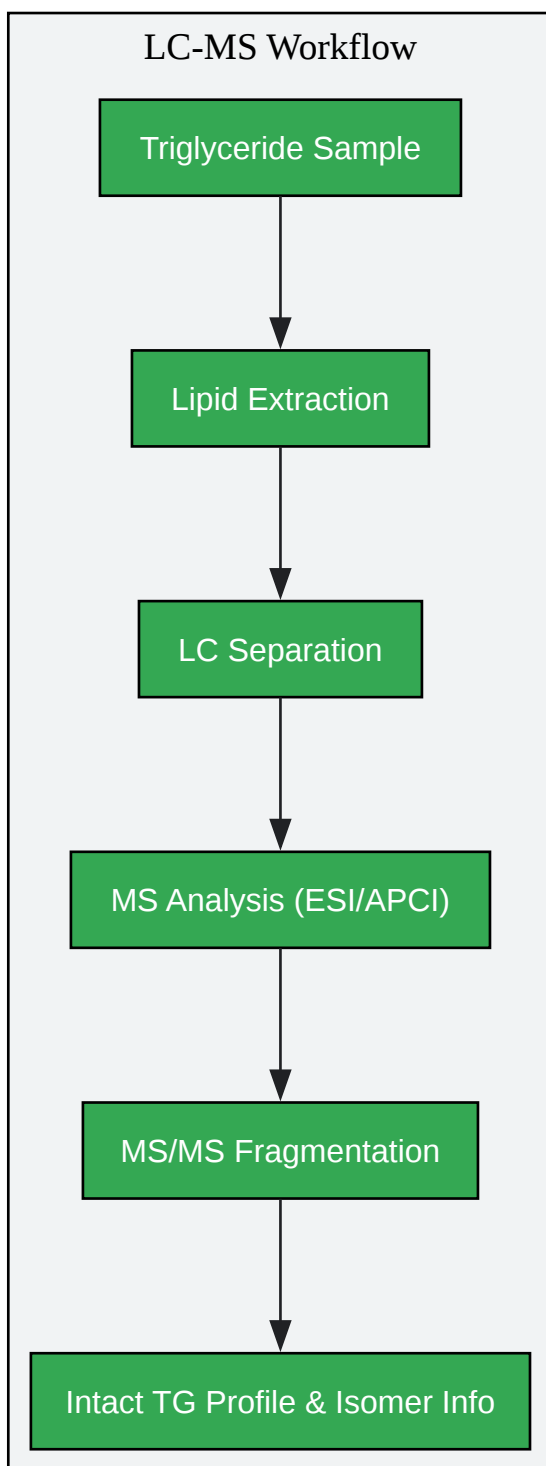 LC-MS Workflow
Triglyceride Sample
Lipid Extraction
LC Separation
MS Analysis (ESI/APCI)
MS/MS Fragmentation
Intact TG Profile & Isomer Info